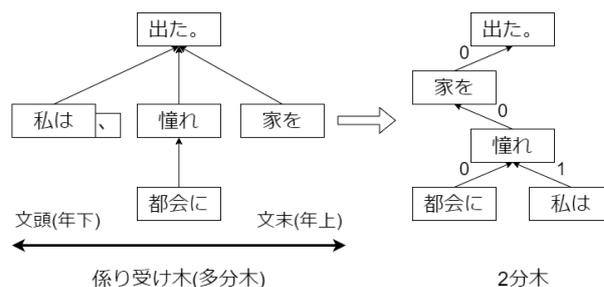 出た。
私は
、
憧れ
家を
都会に
文頭(年下)
文末(年上)
係り受け木(多分木)
出た。
0
家を
0
憧れ
0
1
都会に
私は
2分木